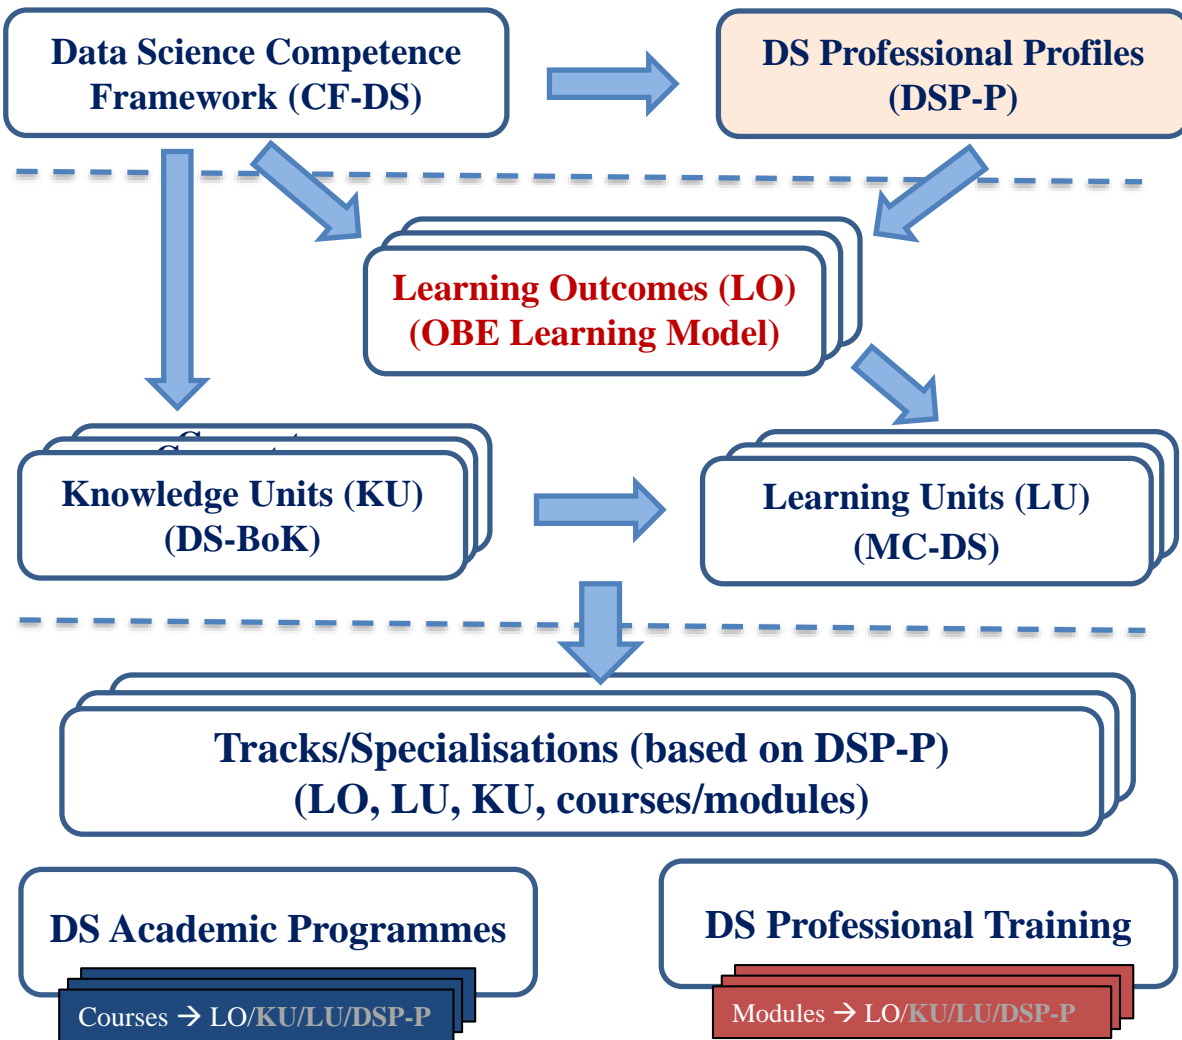 Data Science Competence
Framework (CF-DS)
DS Professional Profiles
(DSP-P)
Learning Outcomes (LO)
(OBE Learning Model)
Knowledge Units (KU)
(DS-BoK)
Learning Units (LU)
(MC-DS)
Tracks/Specialisations (based on DSP-P)
(LO, LU, KU, courses/modules)
DS Academic Programmes
Courses → LO/KU/LU/DSP-P
DS Professional Training
Modules → LO/KU/LU/DSP-P